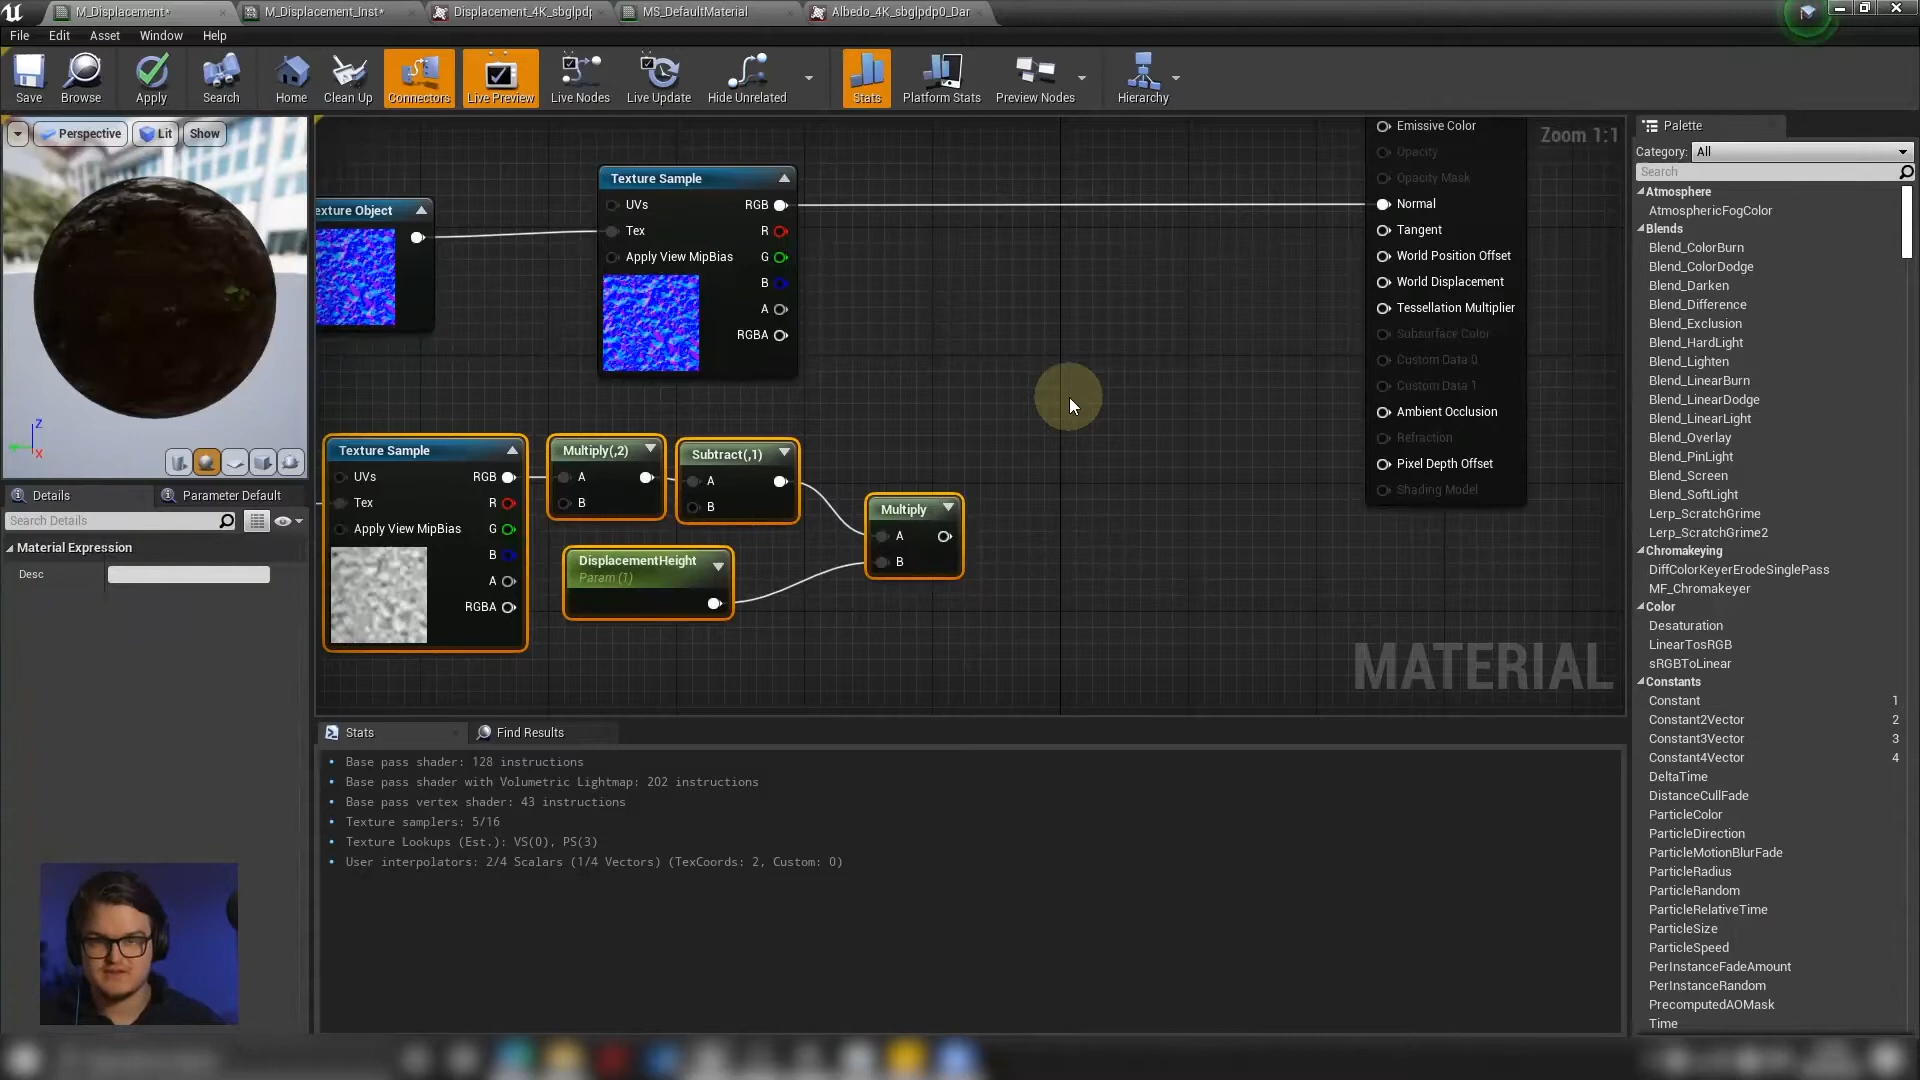 M_Displacement*
M_Displacement_Inst*
Displacement_4K_sbglpdp
MS_DefaultMaterial
Albedo_4K_sbglpdp0_Dar
File
Edit
Asset
Window
Help
Save
Browse
Apply
Search
Home
Clean Up
Connectors
Live Preview
Live Nodes
Live Update
Hide Unrelated
Stats
Platform Stats
Preview Nodes
Hierarchy
Perspective
Lit
Show
Z
X
Details
Parameter Default
Search Details
Material Expression
Desc
exture Object
Texture Sample
UVs
RGB
Tex
R
Apply View MipBias
G
B
A
RGBA
Texture Sample
UVs
RGB
Tex
R
Apply View MipBias
G
B
A
RGBA
Multiply(,2)
A
B
Subtract(,1)
A
B
DisplacementHeight
Param (1)
Multiply
A
B
Zoom 1:1
Emissive Color
Opacity
Opacity Mask
Normal
Tangent
World Position Offset
World Displacement
Tessellation Multiplier
Subsurface Color
Custom Data 0
Custom Data 1
Ambient Occlusion
Refraction
Pixel Depth Offset
Shading Model
MATERIAL
Stats
Find Results
Base pass shader: 128 instructions
Base pass shader with Volumetric Lightmap: 202 instructions
Base pass vertex shader: 43 instructions
Texture samplers: 5/16
Texture Lookups (Est.): VS(0), PS(3)
User interpolators: 2/4 Scalars (1/4 Vectors) (TexCoords: 2, Custom: 0)
Palette
Category: All
Search
Atmosphere
AtmosphericFogColor
Blends
Blend_ColorBurn
Blend_ColorDodge
Blend_Darken
Blend_Difference
Blend_Exclusion
Blend_HardLight
Blend_Lighten
Blend_LinearBurn
Blend_LinearDodge
Blend_LinearLight
Blend_Overlay
Blend_PinLight
Blend_Screen
Blend_SoftLight
Lerp_ScratchGrime
Lerp_ScratchGrime2
Chromakeying
DiffColorKeyerErodeSinglePass
MF_Chromakeyer
Color
Desaturation
LinearTosRGB
sRGBToLinear
Constants
Constant 1
Constant2Vector 2
Constant3Vector 3
Constant4Vector 4
DeltaTime
DistanceCullFade
ParticleColor
ParticleDirection
ParticleMotionBlurFade
ParticleRadius
ParticleRandom
ParticleRelativeTime
ParticleSize
ParticleSpeed
PerInstanceFadeAmount
PerInstanceRandom
PrecomputedAOMask
Time